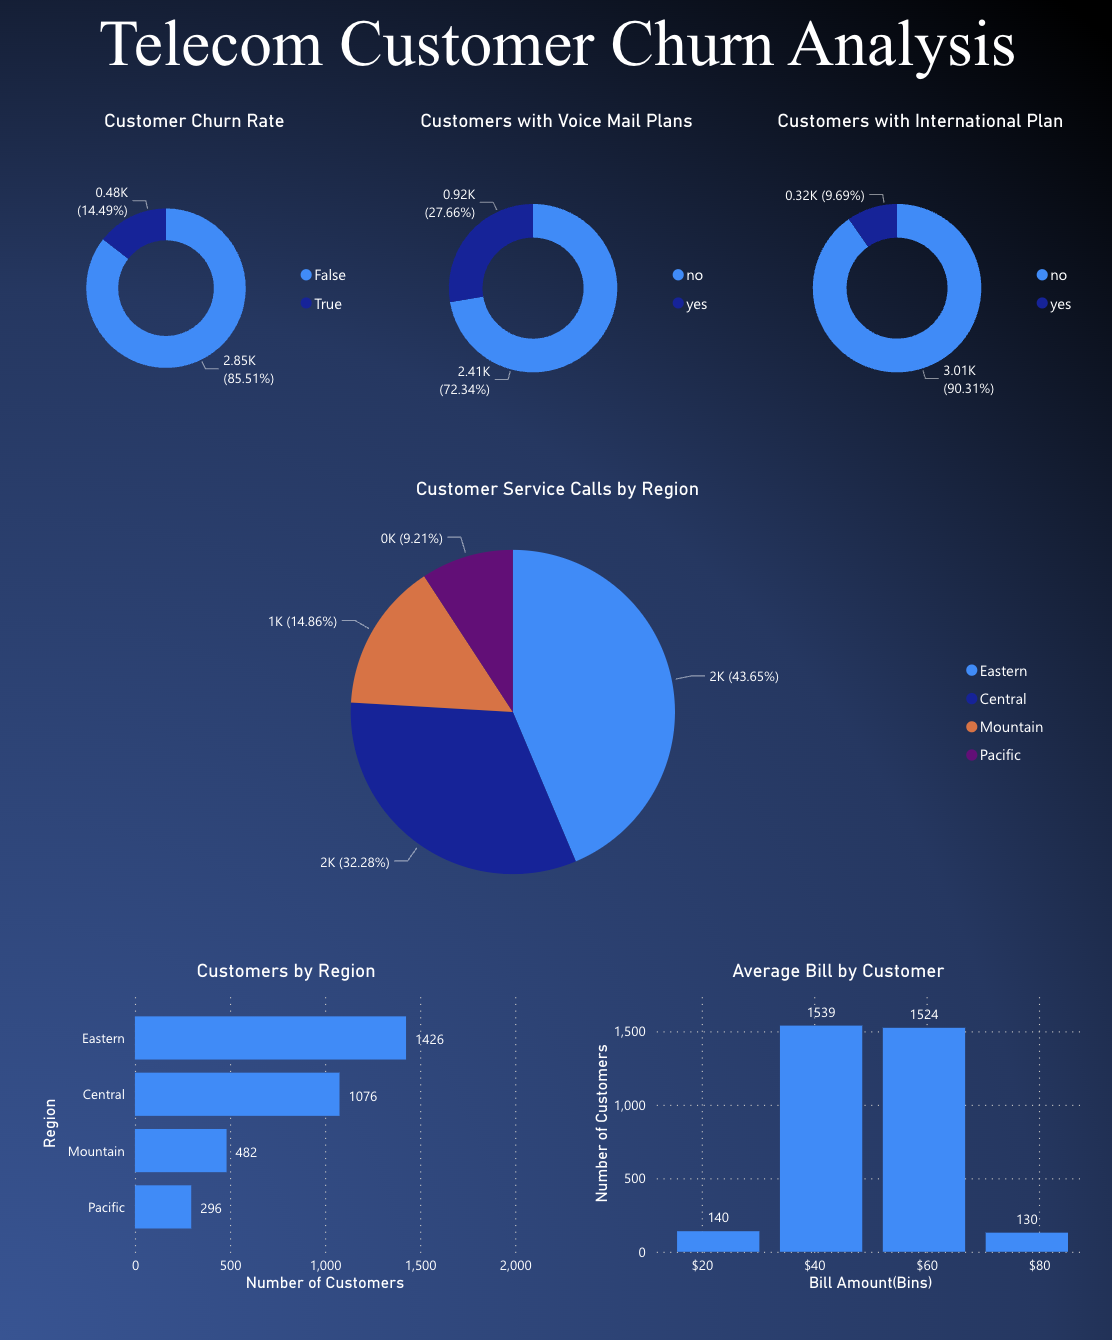 Telecom Customer Churn Analysis
Customer Churn Rate
0.48K
(14.49%)
2.85K
(85.51%)
False
True
Customers with Voice Mail Plans
0.92K
(27.66%)
2.41K
(72.34%)
no
yes
Customers with International Plan
0.32K (9.69%)
3.01K
(90.31%)
no
yes
Customer Service Calls by Region
0K (9.21%)
1K (14.86%)
2K (43.65%)
2K (32.28%)
Eastern
Central
Mountain
Pacific
Customers by Region
Region
Eastern
1426
Central
1076
Mountain
482
Pacific
296
0
500
1,000
1,500
2,000
Number of Customers
Average Bill by Customer
Number of Customers
1,500
1,000
500
0
140
1539
1524
130
$20
$40
$60
$80
Bill Amount(Bins)